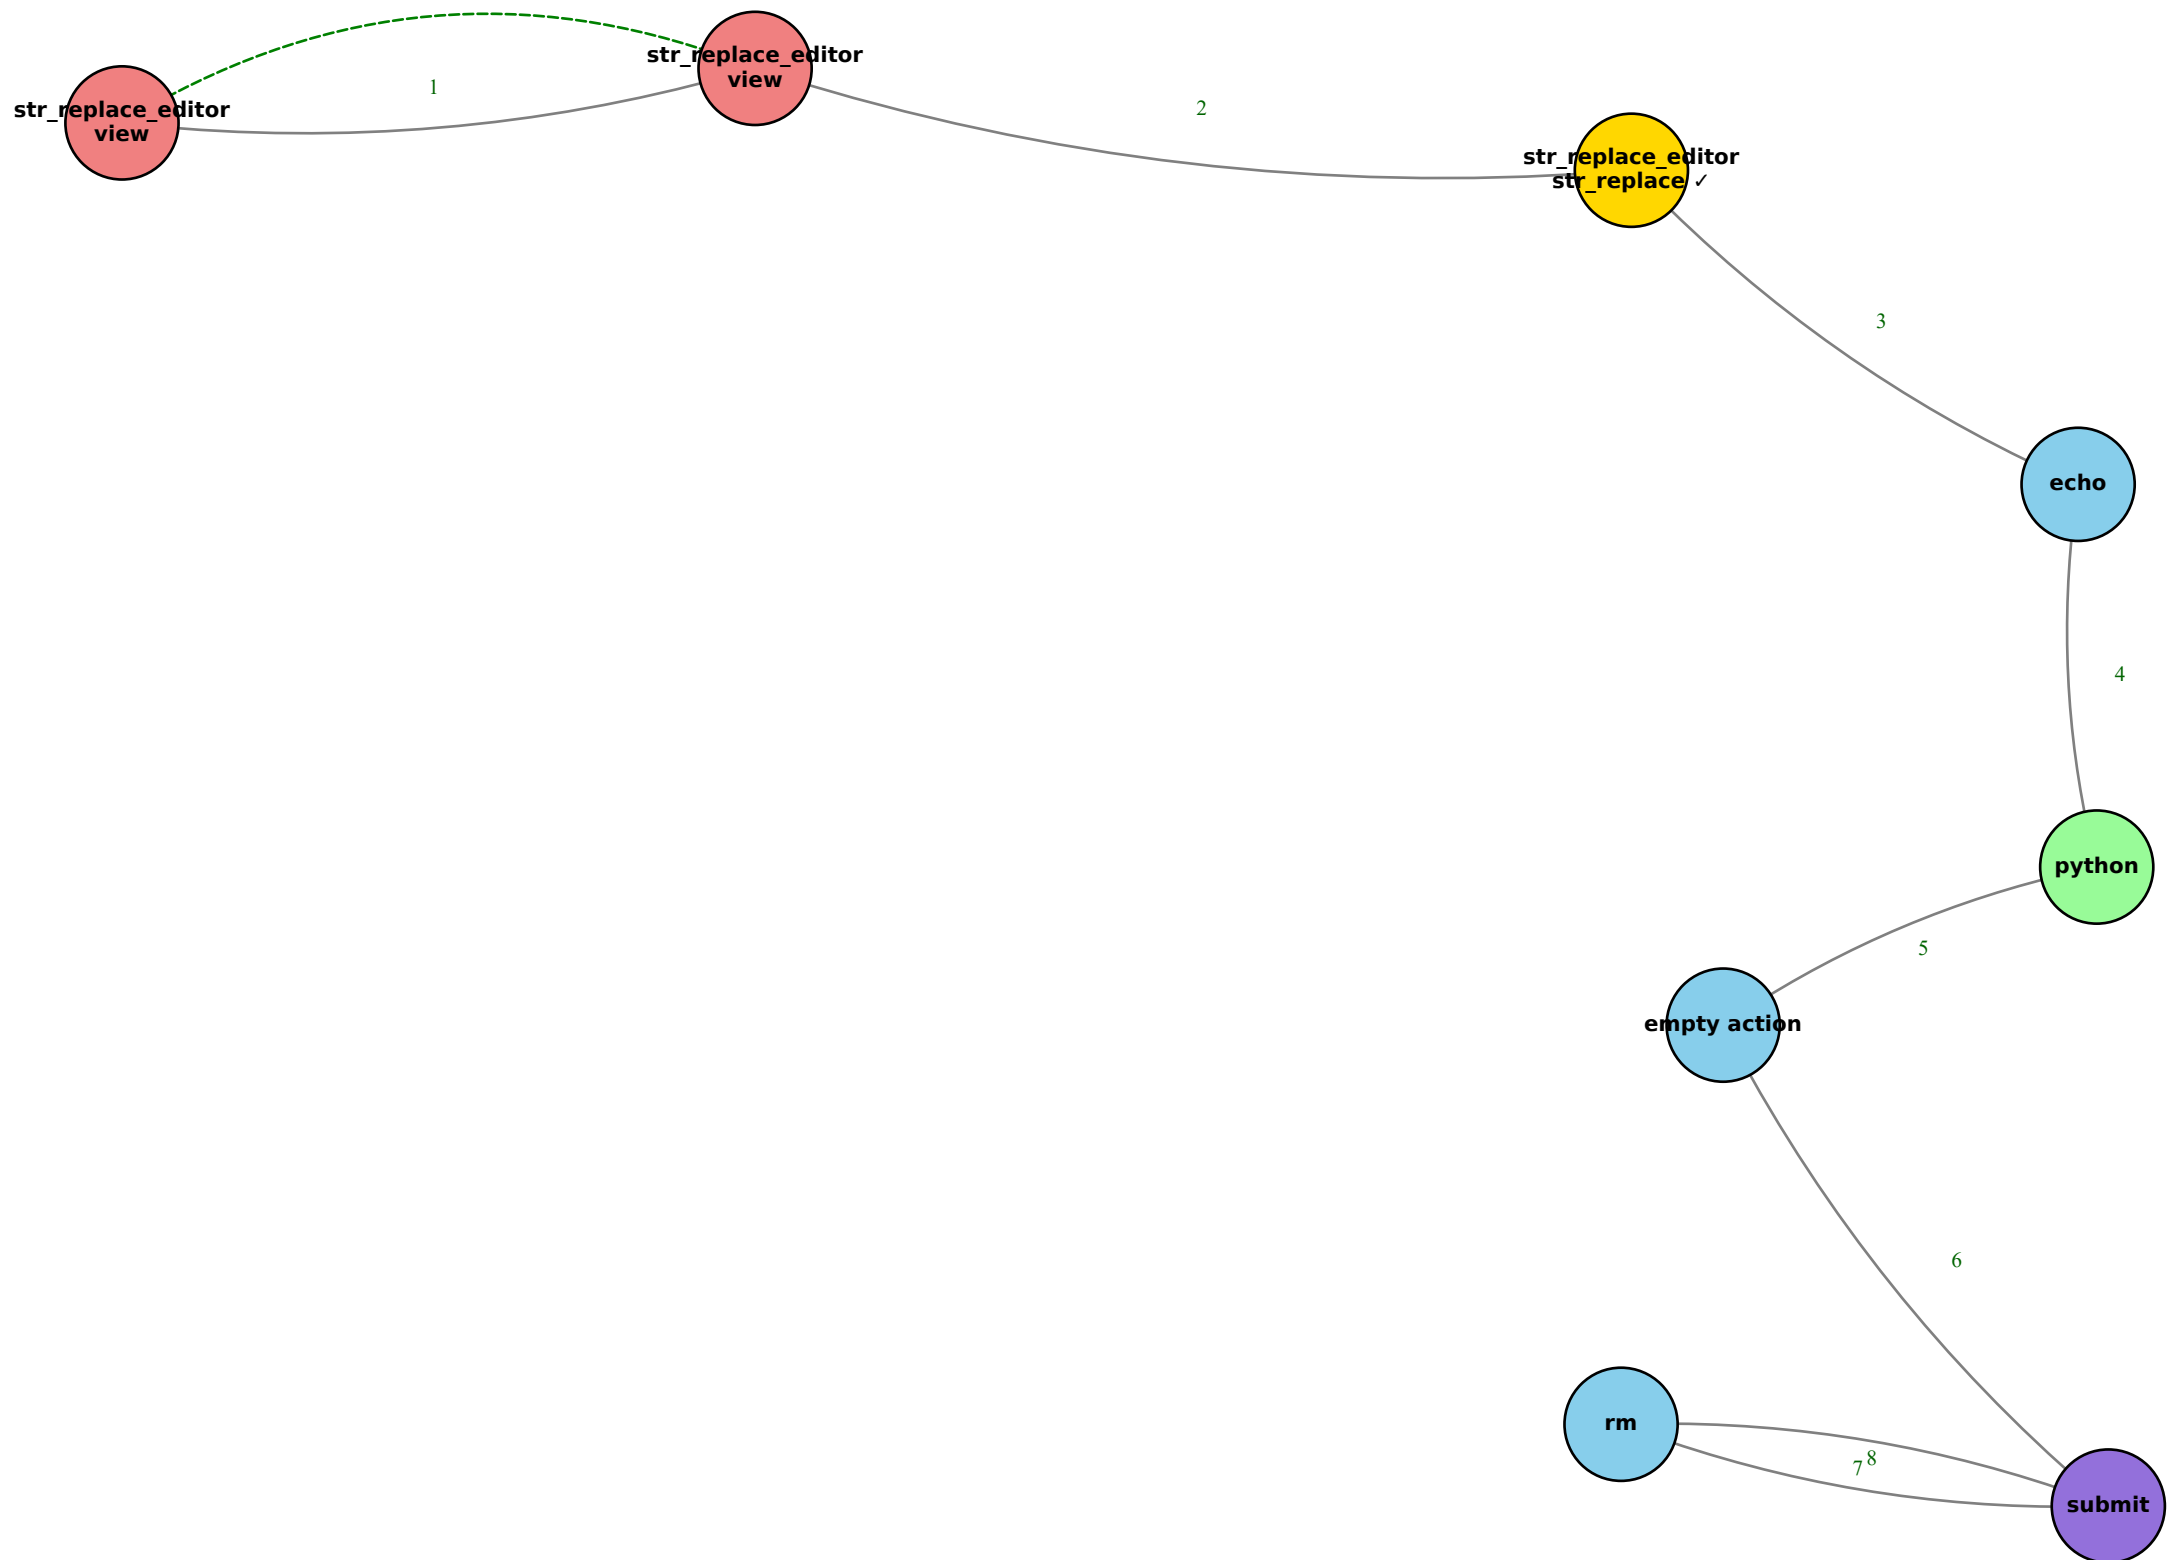 str_replace_editor
view
1
str_replace_editor
view
2
str_replace_editor
str_replace ✓
3
echo
4
python
5
empty action
6
rm
7
8
submit